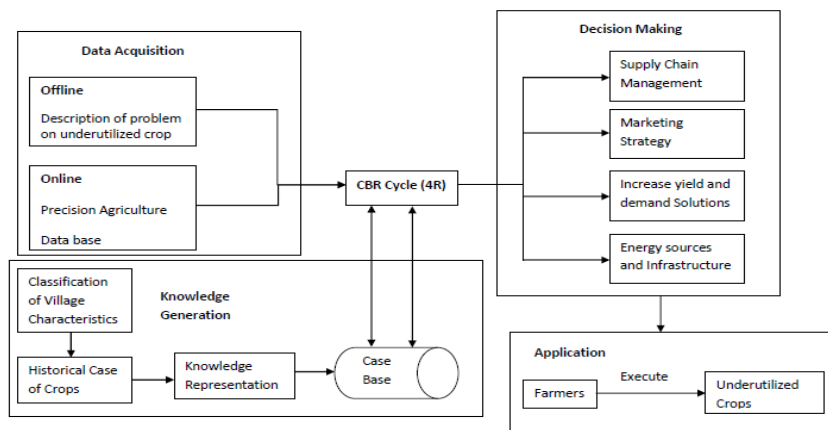 Data Acquisition
Offline
Description of problem
on underutilized crop
Online
Precision Agriculture
Data base
CBR Cycle (4R)
Decision Making
Supply Chain
Management
Marketing
Strategy
Increase yield and
demand Solutions
Energy sources
and Infrastructure
Classification
of Village
Characteristics
Knowledge
Generation
Historical Case
of Crops
Knowledge
Representation
Case
Base
Application
Farmers
Execute
Underutilized
Crops